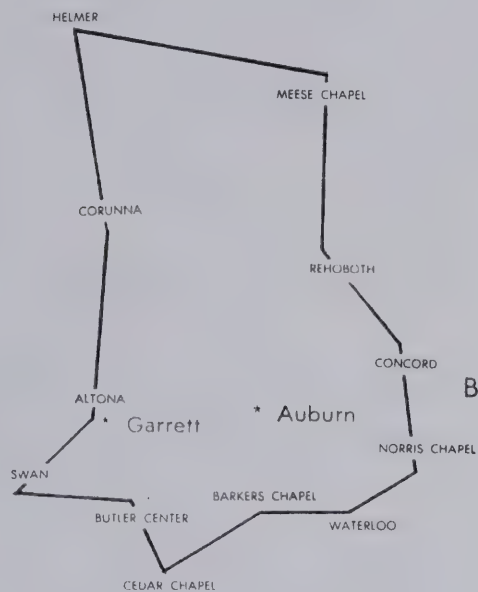 HELMER
MEESE CHAPEL
CORUNNA
REHOBOTH
CONCORD
B
ALTONA
* Garrett
* Auburn
NORRIS CHAPEL
SWAN
BARKERS CHAPEL
BUTLER CENTER
WATERLOO
CEDAR CHAPEL